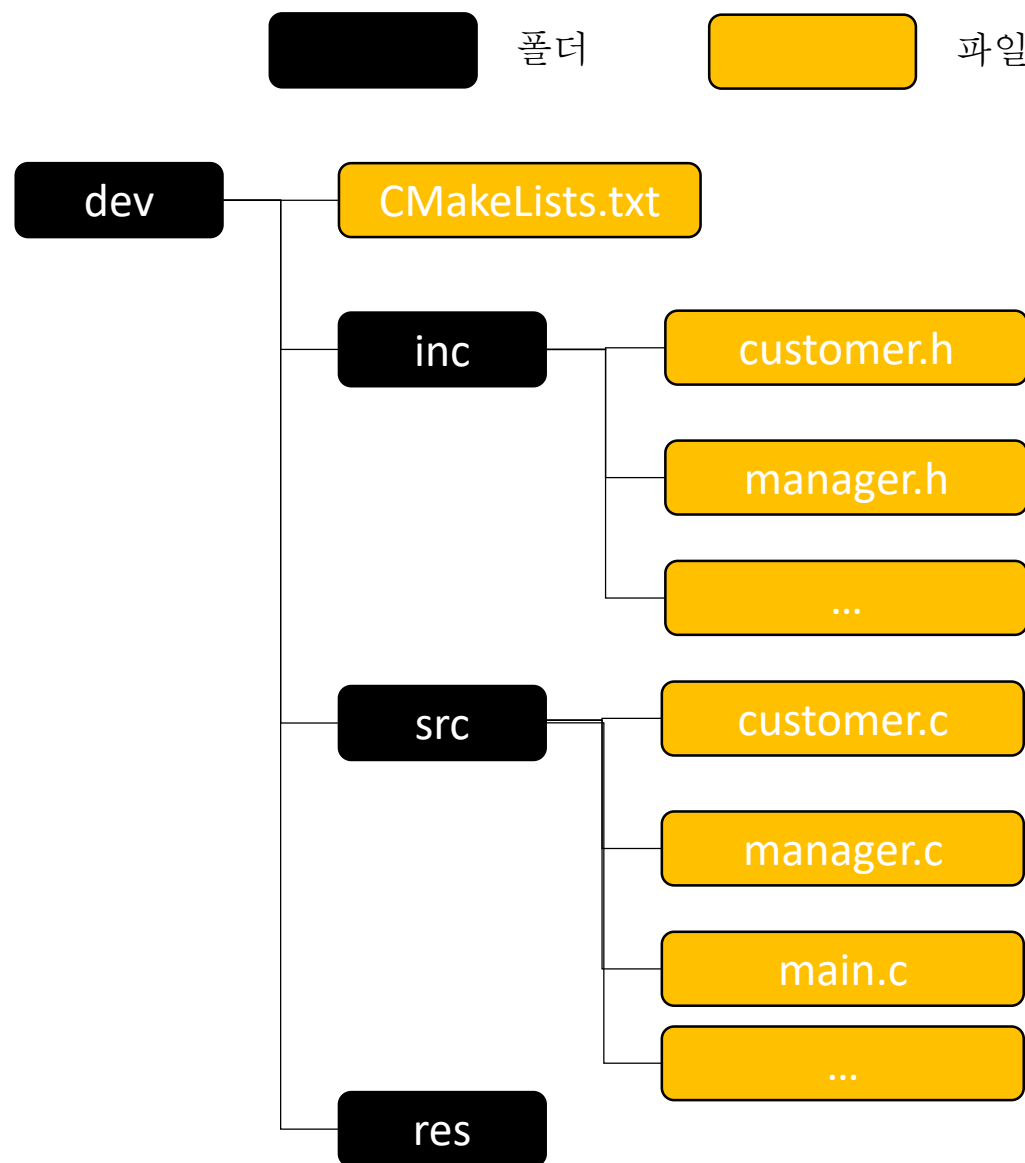 폴더
파일
dev
CMakeLists.txt
inc
customer.h
manager.h
...
src
customer.c
manager.c
main.c
...
res